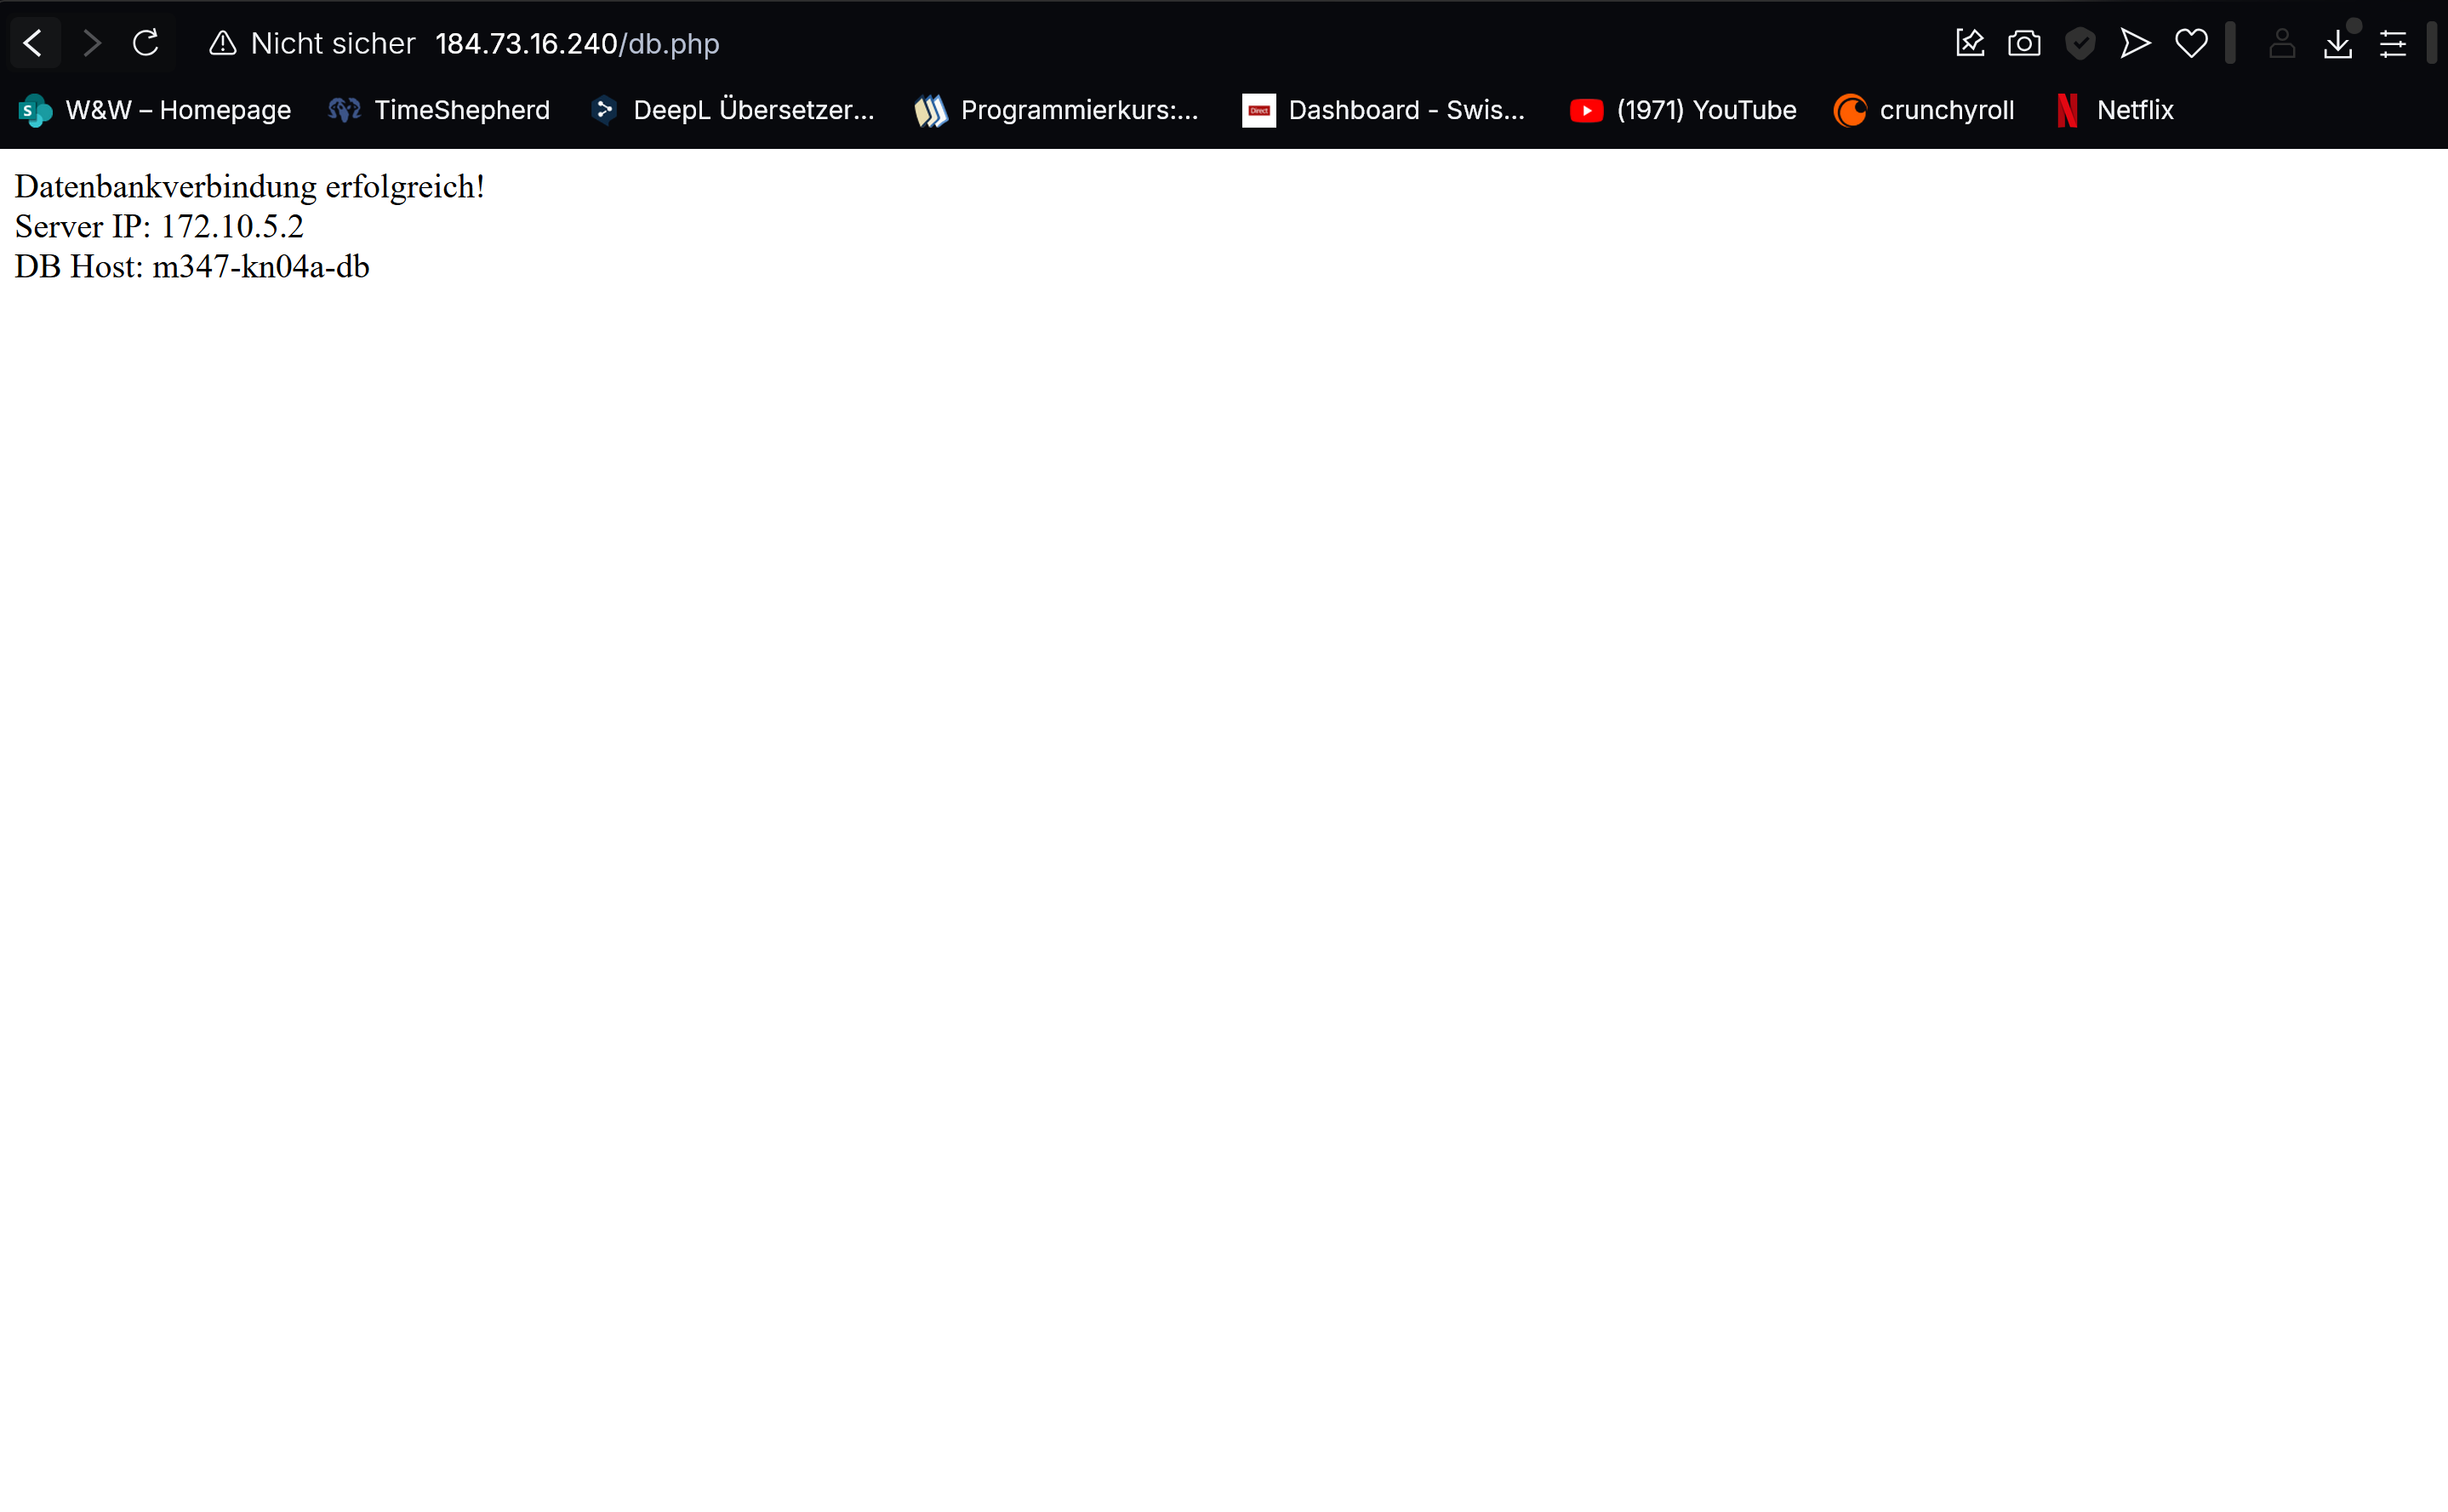 Nicht sicher 184.73.16.240/db.php
W&W – Homepage TimeShepherd DeepL Übersetzer... Programmierkurs:... Direct Dashboard - Swis... (1971) YouTube crunchyroll Netflix
Datenbankverbindung erfolgreich!
Server IP: 172.10.5.2
DB Host: m347-kn04a-db